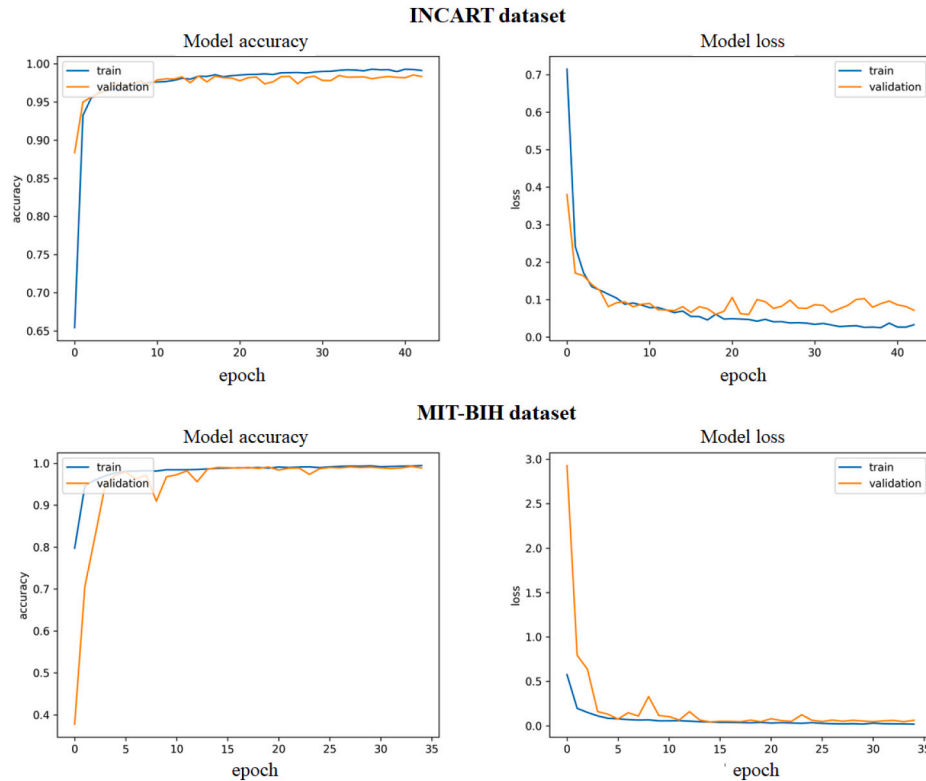 INCART dataset
Model accuracy
1.00
0.95
0.90
0.85
0.80
0.75
0.70
0.65
accuracy
train
validation
0
10
20
30
40
epoch
Model loss
0.7
0.6
0.5
0.4
0.3
0.2
0.1
0.0
loss
train
validation
0
10
20
30
40
epoch
MIT-BIH dataset
Model accuracy
1.0
0.9
0.8
0.7
0.6
0.5
0.4
accuracy
train
validation
0
5
10
15
20
25
30
35
epoch
Model loss
3.0
2.5
2.0
1.5
1.0
0.5
0.0
loss
train
validation
0
5
10
15
20
25
30
35
epoch